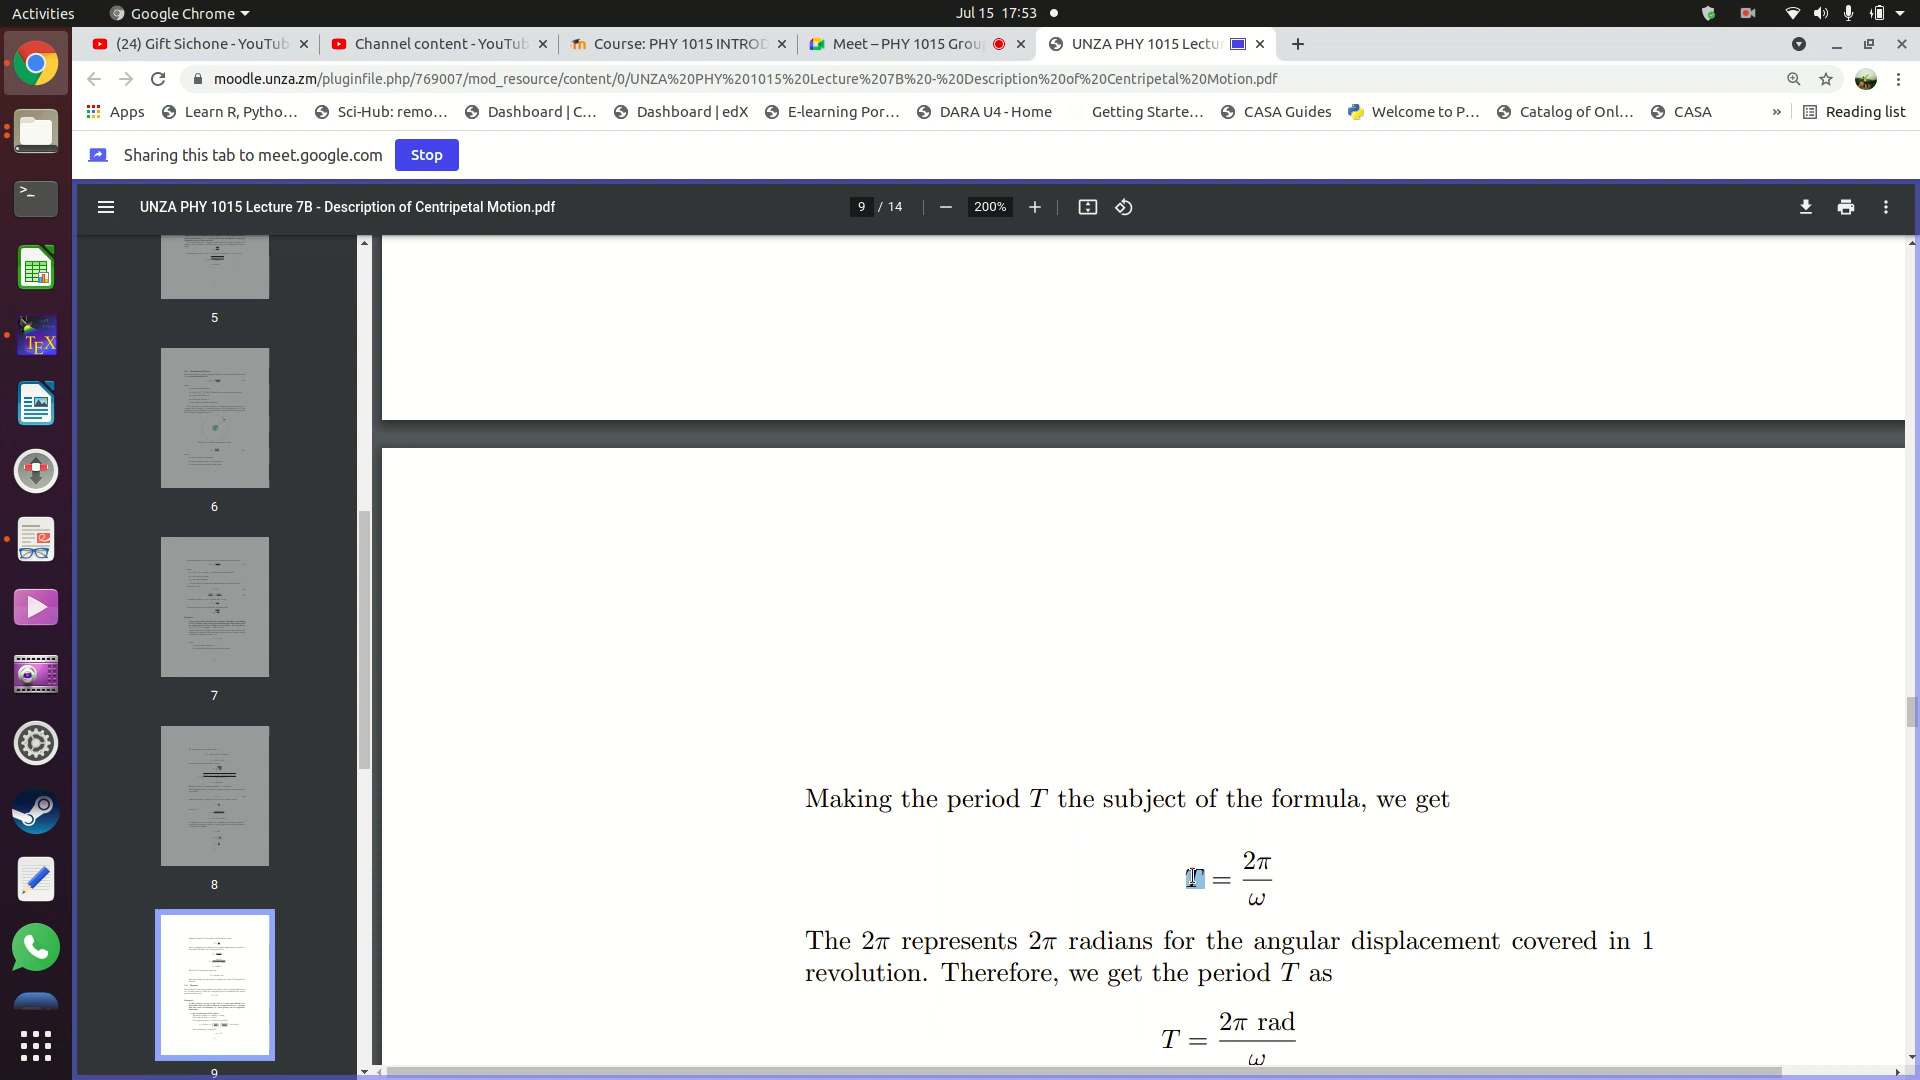 Activities
Google Chrome
Jul 15 17:53
(24) Gift Sichone - YouTub
Channel content - YouTub
Course: PHY 1015 INTROD
Meet – PHY 1015 Grou
UNZA PHY 1015 Lectur
moodle.unza.zm/pluginfile.php/769007/mod_resource/content/0/UNZA%20PHY%201015%20Lecture%207B%20-%20Description%20of%20Centripetal%20Motion.pdf
Apps
Learn R, Pytho...
Sci-Hub: remo...
Dashboard | C...
Dashboard | edX
E-learning Por...
DARA U4 - Home
Getting Starte...
CASA Guides
Welcome to P...
Catalog of Onl...
CASA
»
Reading list
Sharing this tab to meet.google.com
Stop
UNZA PHY 1015 Lecture 7B - Description of Centripetal Motion.pdf
9 / 14
200%
5
6
7
8
9
Making the period T the subject of the formula, we get
T = 2π/ω
The 2π represents 2π radians for the angular displacement covered in 1
revolution. Therefore, we get the period T as
T = 2π rad/ω